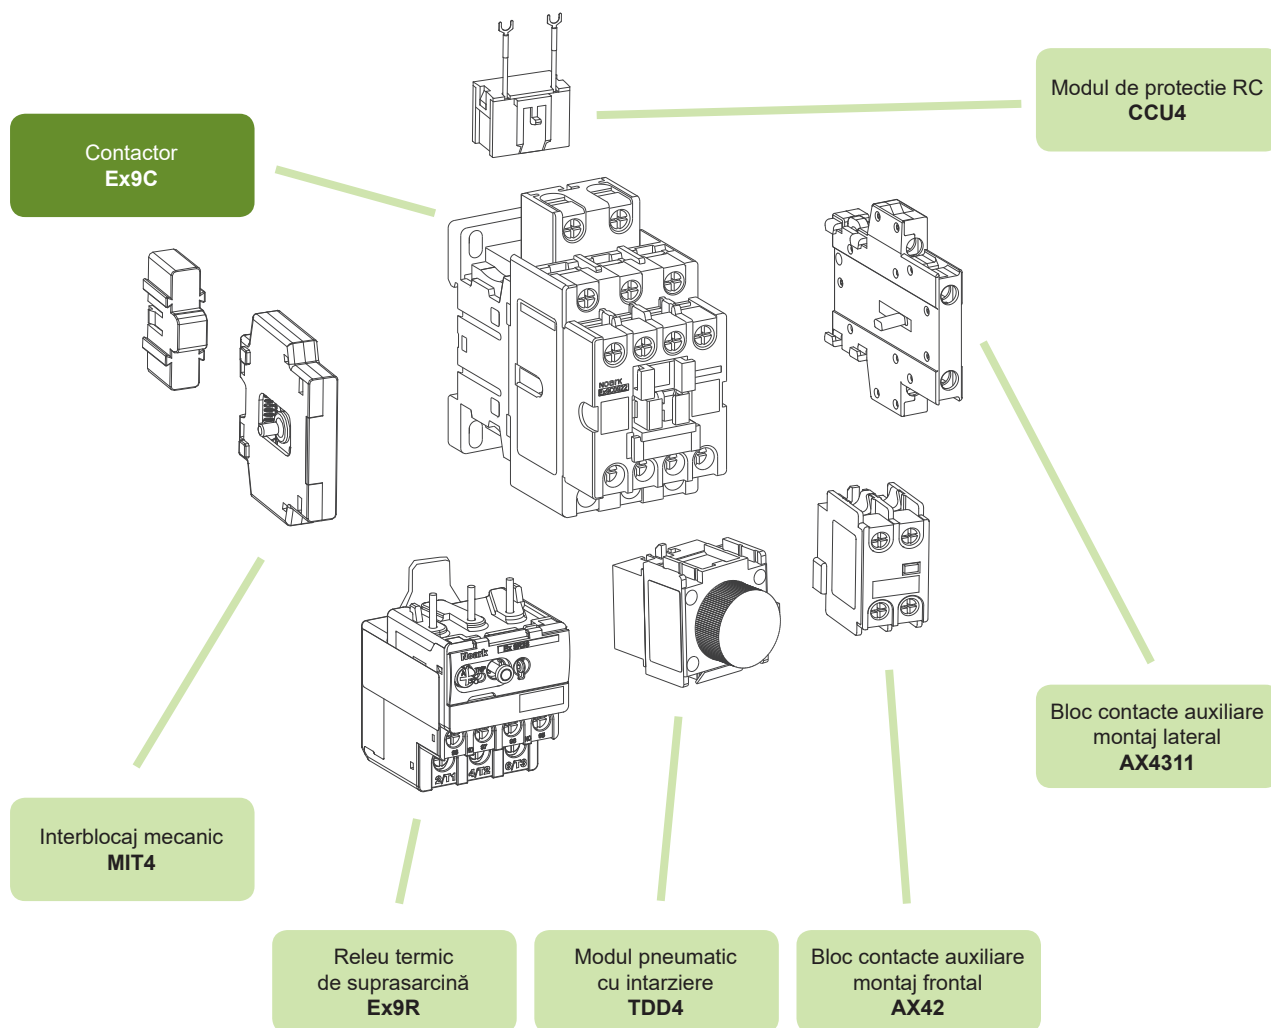 Modul de protectie RC
CCU4
Contactor
Ex9C
Noark
2/T1 4/T2 6/T3
Bloc contacte auxiliare
montaj lateral
AX4311
Interblocaj mecanic
MIT4
Releu termic
de suprasarcină
Ex9R
Modul pneumatic
cu intarziere
TDD4
Bloc contacte auxiliare
montaj frontal
AX42